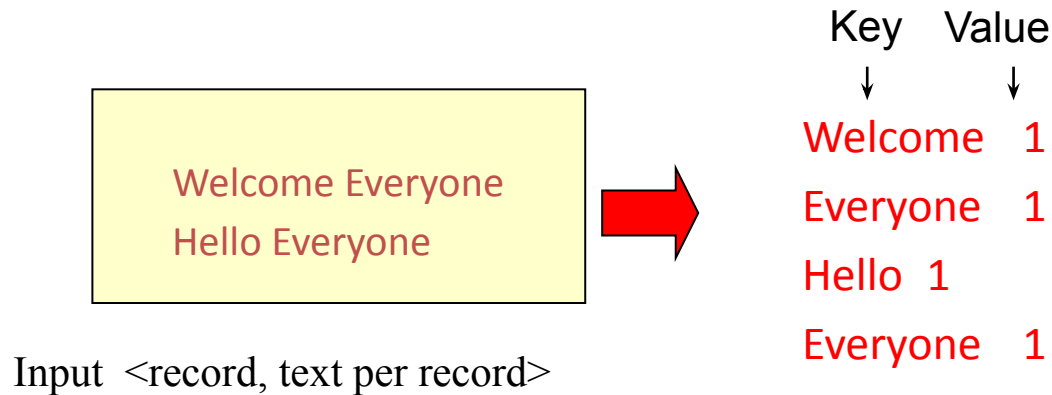 Key Value
Welcome Everyone
Hello Everyone
Welcome 1
Everyone 1
Hello 1
Everyone 1
Input <record, text per record>